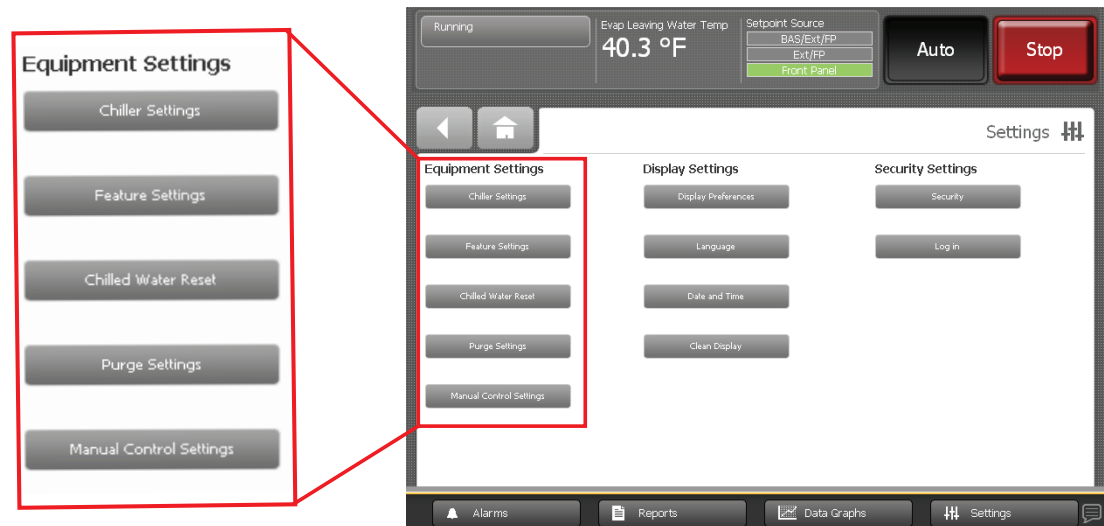 Equipment Settings
Chiller Settings
Feature Settings
Chilled Water Reset
Purge Settings
Manual Control Settings
Running
Evap Leaving Water Temp
40.3 °F
Setpoint Source
BAS/Ext/FP
Ext/FP
Front Panel
Auto
Stop
Settings
Equipment Settings
Chiller Settings
Feature Settings
Chilled Water Reset
Purge Settings
Manual Control Settings
Display Settings
Display Preferences
Language
Date and Time
Clean Display
Security Settings
Security
Log in
Alarms
Reports
Data Graphs
Settings